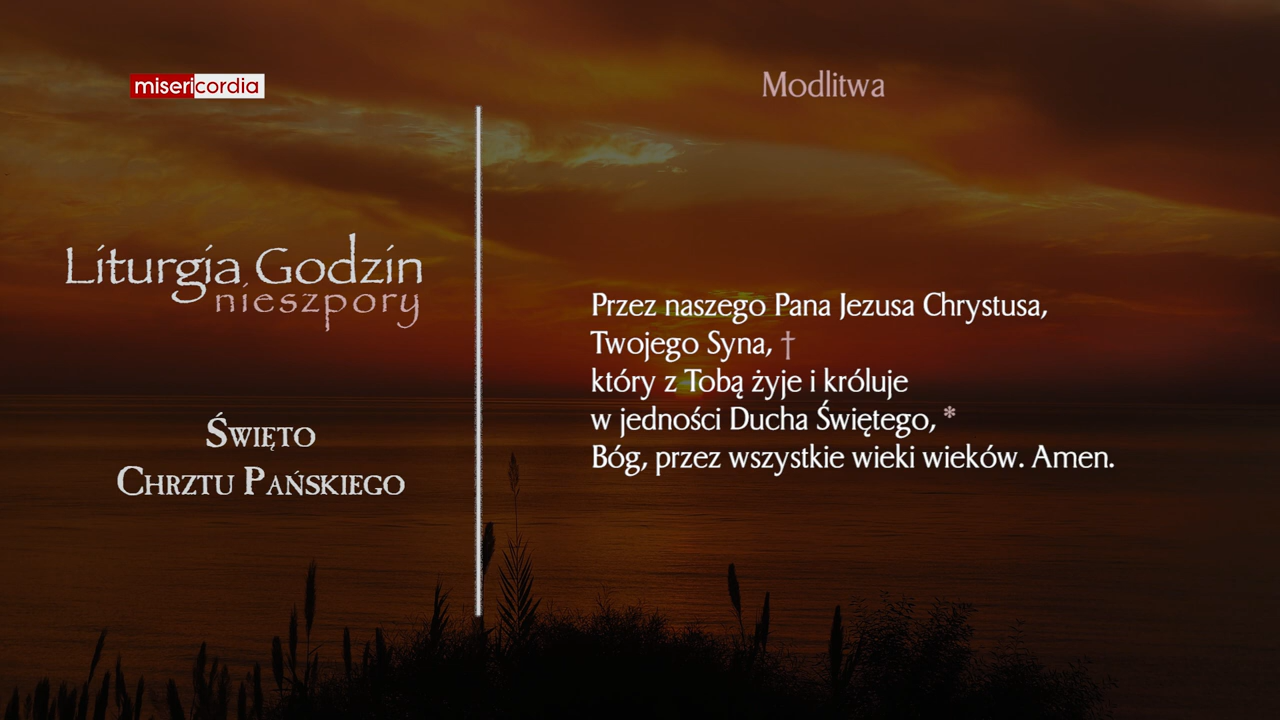 misericordia
Modlitwa
Liturgia Godzin
nieszpory
Święto
Chrztu Pańskiego
Przez naszego Pana Jezusa Chrystusa,
Twojego Syna, †
który z Tobą żyje i króluje
w jedności Ducha Świętego, *
Bóg, przez wszystkie wieki wieków. Amen.